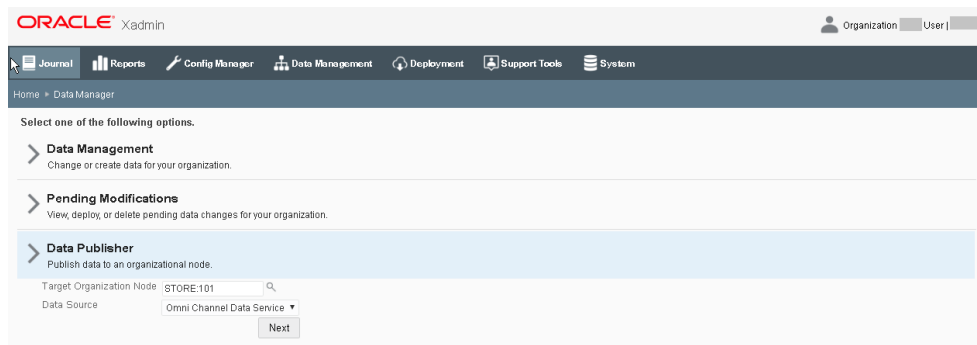 ORACLE Xadmin
Organization User |
Journal Reports Config Manager Data Management Deployment Support Tools System
Home Data Manager
Select one of the following options.
Data Management
Change or create data for your organization.
Pending Modifications
View, deploy, or delete pending data changes for your organization.
Data Publisher
Publish data to an organizational node.
Target Organization Node STORE:101
Data Source Omni Channel Data Service
Next